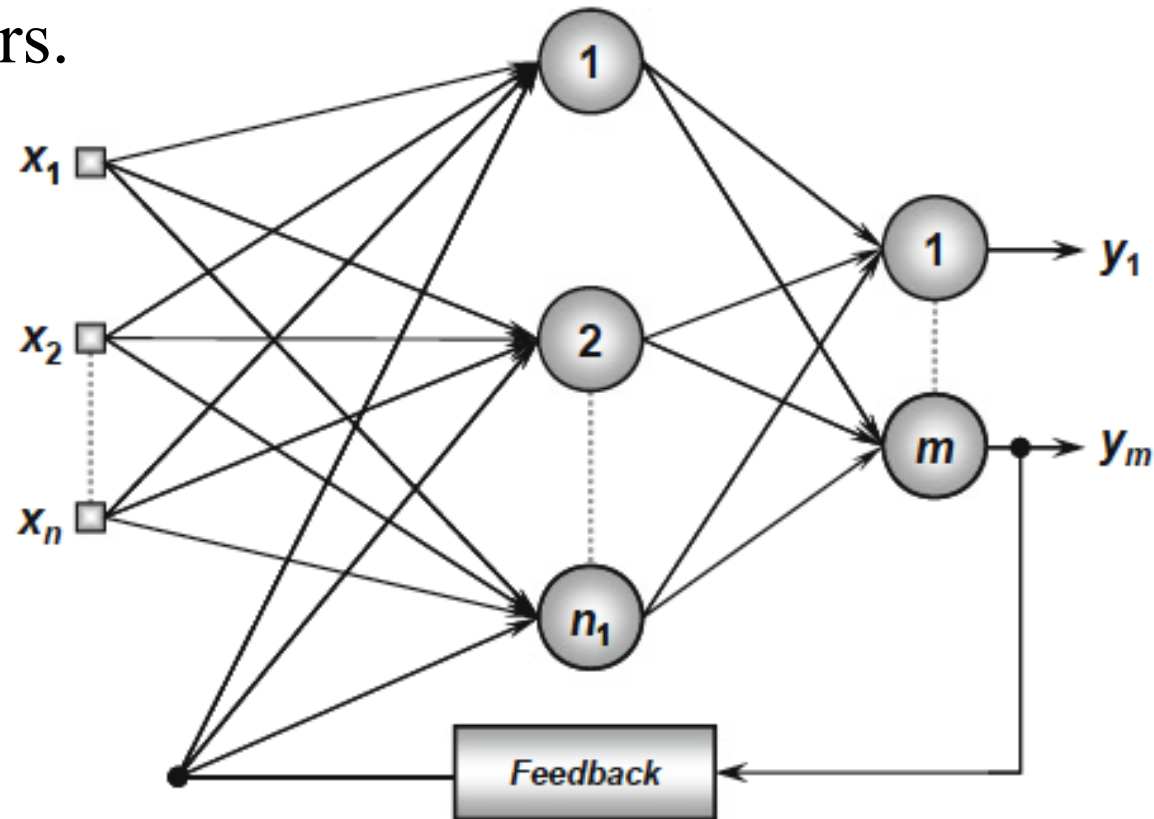 rs.
1
x₁
1 y₁
x₂ 2
m yₘ
xₙ
n₁
Feedback